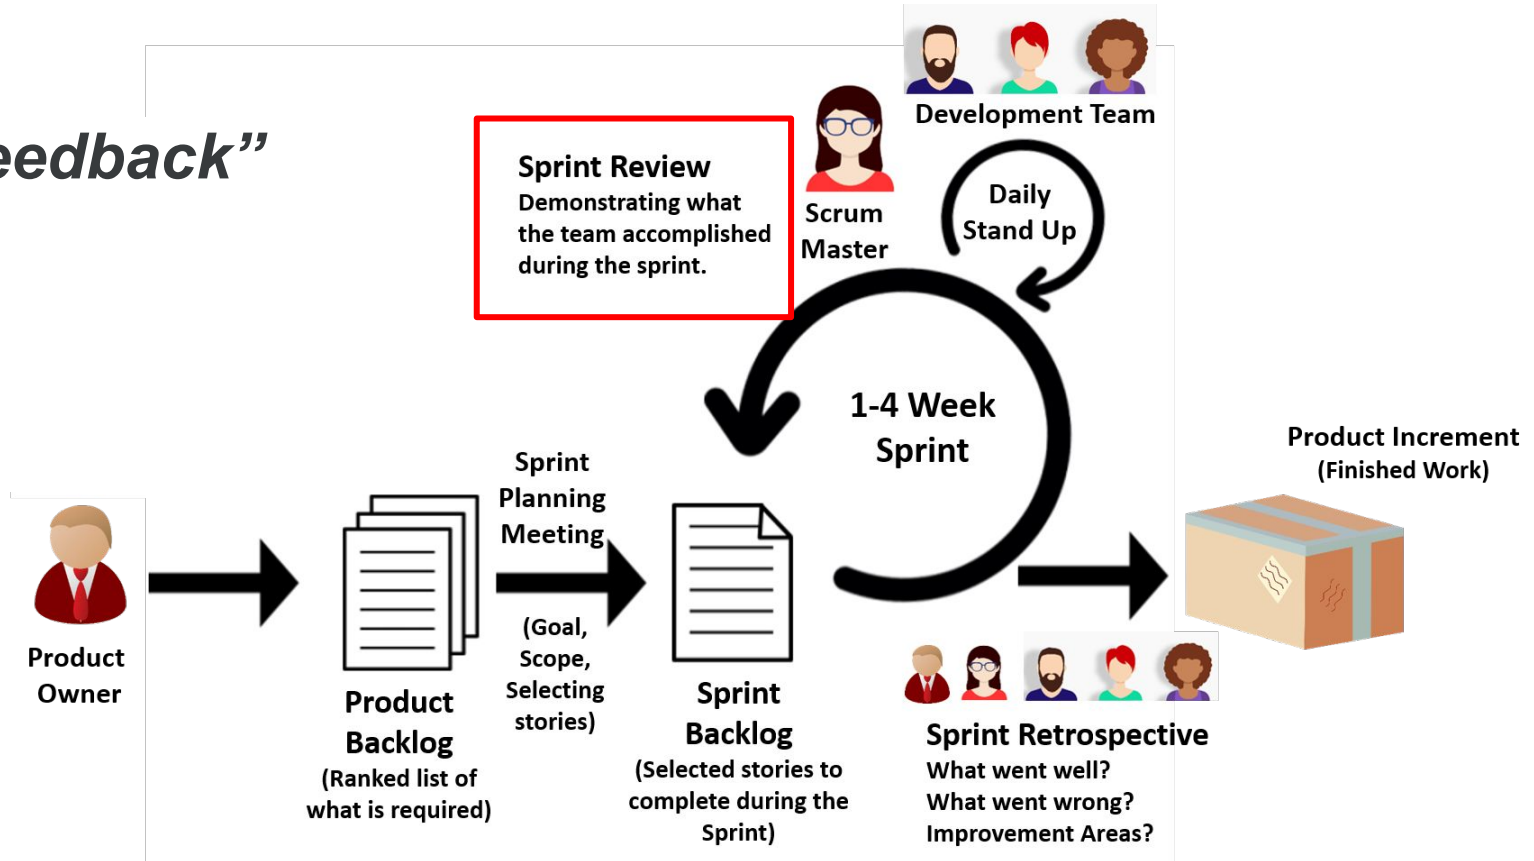 Development Team
eedback”
Sprint Review
Demonstrating what
the team accomplished
during the sprint.
Scrum
Master
Daily
Stand Up
1-4 Week
Sprint
Product Increment
(Finished Work)
Sprint
Planning
Meeting
(Goal,
Scope,
Selecting
stories)
Product
Owner
Product
Backlog
(Ranked list of
what is required)
Sprint
Backlog
(Selected stories to
complete during the
Sprint)
Sprint Retrospective
What went well?
What went wrong?
Improvement Areas?